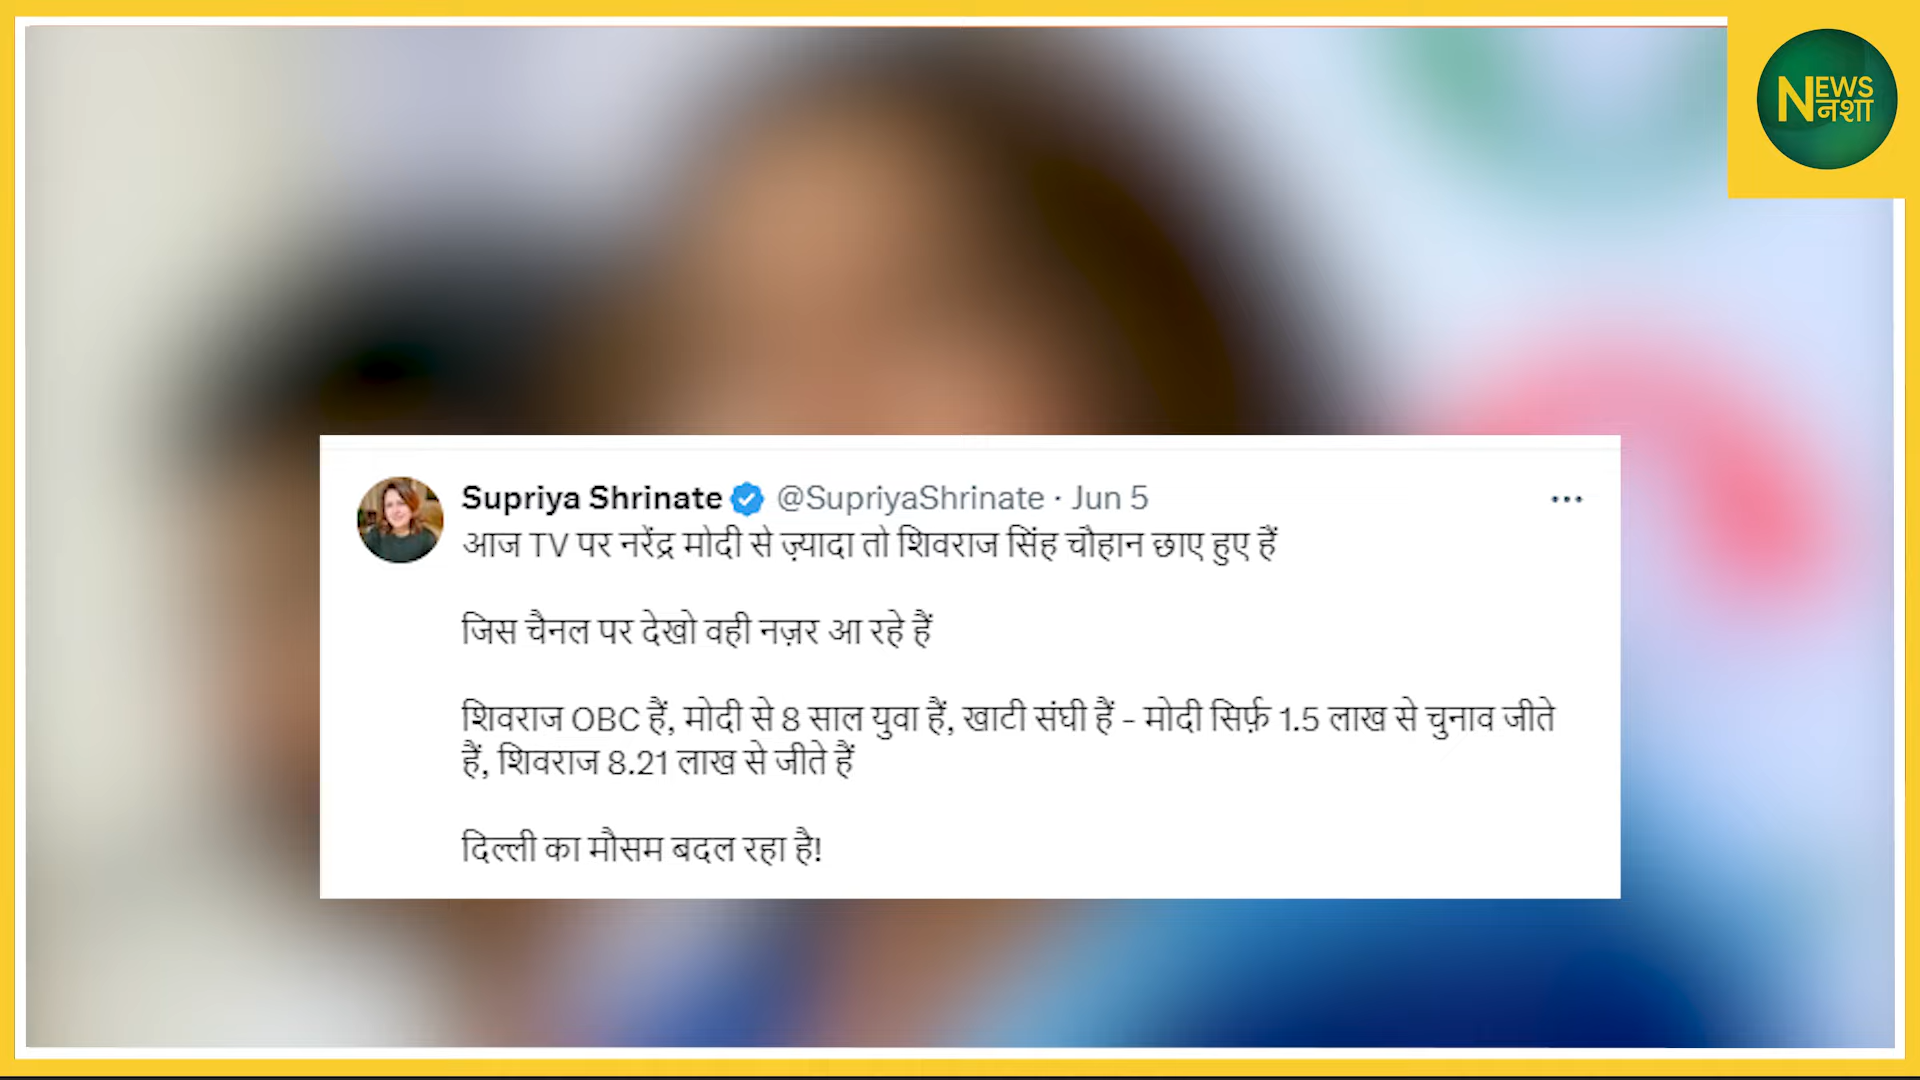 NEWS
नशा
Supriya Shrinate @SupriyaShrinate · Jun 5
आज TV पर नरेंद्र मोदी से ज़्यादा तो शिवराज सिंह चौहान छाए हुए हैं
जिस चैनल पर देखो वही नज़र आ रहे हैं
शिवराज OBC हैं, मोदी से 8 साल युवा हैं, खाटी संघी हैं - मोदी सिर्फ़ 1.5 लाख से चुनाव जीते
हैं, शिवराज 8.21 लाख से जीते हैं
दिल्ली का मौसम बदल रहा है!